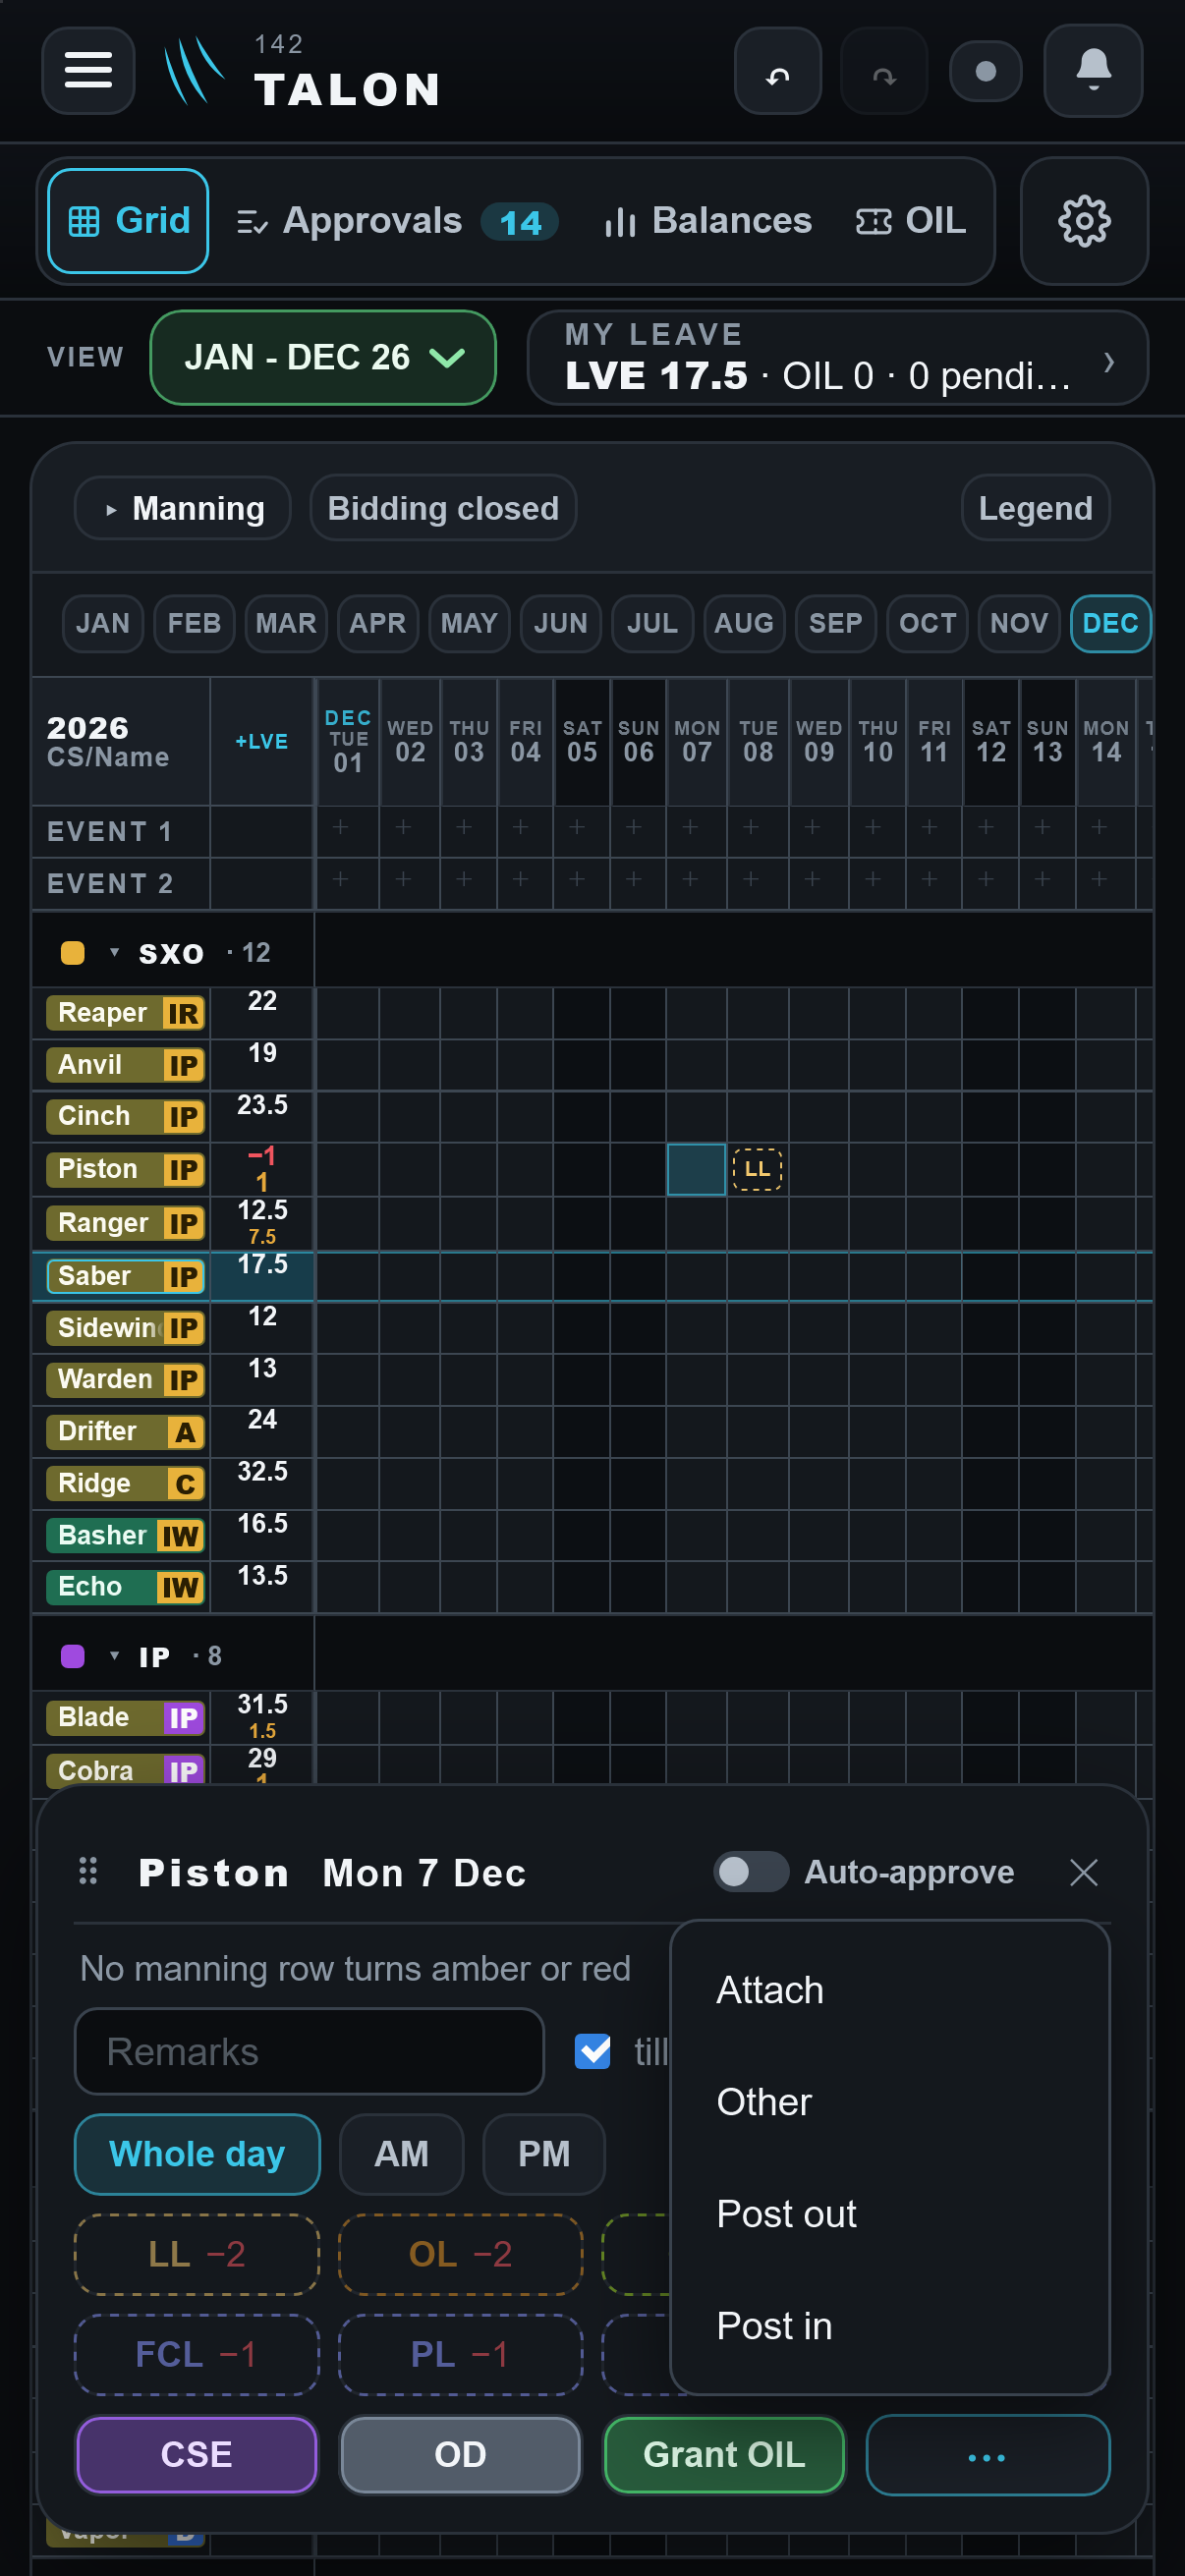 142
TALON
Grid
Approvals 14
Balances
OIL
VIEW
JAN - DEC 26
MY LEAVE
LVE 17.5 · OIL 0 · 0 pendi…
Manning
Bidding closed
Legend
JAN FEB MAR APR MAY JUN JUL AUG SEP OCT NOV DEC
2026
CS/Name
+LVE
DEC TUE 01
WED 02
THU 03
FRI 04
SAT 05
SUN 06
MON 07
TUE 08
WED 09
THU 10
FRI 11
SAT 12
SUN 13
MON 14
EVENT 1 + + + + + + + + + + + + + +
EVENT 2 + + + + + + + + + + + + + +
SXO · 12
Reaper IR 22
Anvil IP 19
Cinch IP 23.5
Piston IP −1 1 LL
Ranger IP 12.5 7.5
Saber IP 17.5
Sidewin IP 12
Warden IP 13
Drifter A 24
Ridge C 32.5
Basher IW 16.5
Echo IW 13.5
IP · 8
Blade IP 31.5 1.5
Cobra IP 29 1
Piston Mon 7 Dec
Auto-approve
No manning row turns amber or red
Remarks
till
Attach
Other
Post out
Post in
Whole day AM PM
LL −2 OL −2
FCL −1 PL −1
CSE OD Grant OIL ...